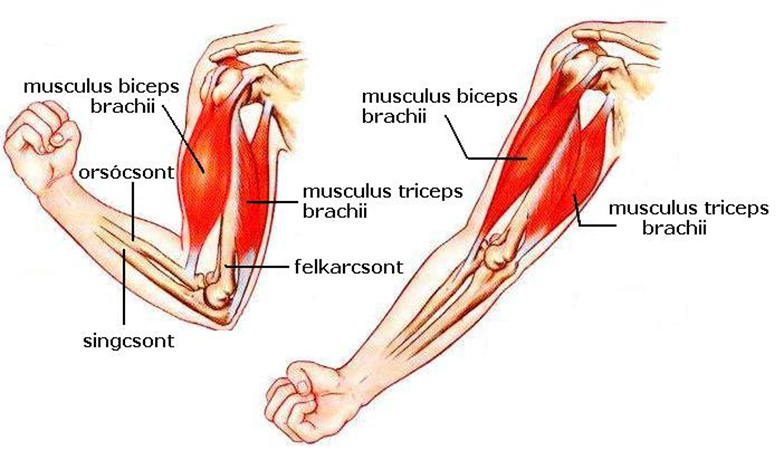 musculus biceps
brachii
orsócsont
musculus triceps
brachii
felkarcsont
singcsont
musculus biceps
brachii
musculus triceps
brachii